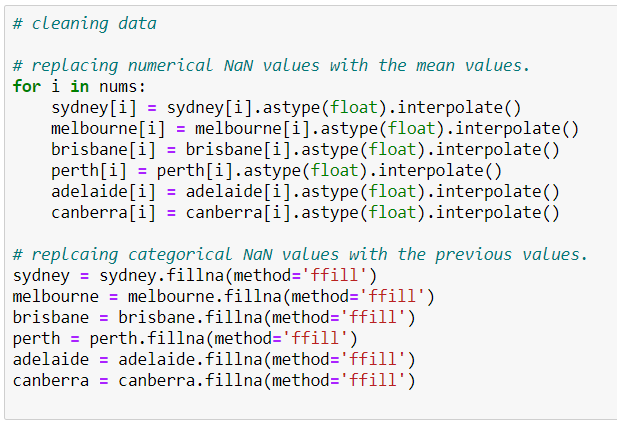 # cleaning data
# replacing numerical NaN values with the mean values.
for i in nums:
    sydney[i] = sydney[i].astype(float).interpolate()
    melbourne[i] = melbourne[i].astype(float).interpolate()
    brisbane[i] = brisbane[i].astype(float).interpolate()
    perth[i] = perth[i].astype(float).interpolate()
    adelaide[i] = adelaide[i].astype(float).interpolate()
    canberra[i] = canberra[i].astype(float).interpolate()
# replcaing categorical NaN values with the previous values.
sydney = sydney.fillna(method='ffill')
melbourne = melbourne.fillna(method='ffill')
brisbane = brisbane.fillna(method='ffill')
perth = perth.fillna(method='ffill')
adelaide = adelaide.fillna(method='ffill')
canberra = canberra.fillna(method='ffill')